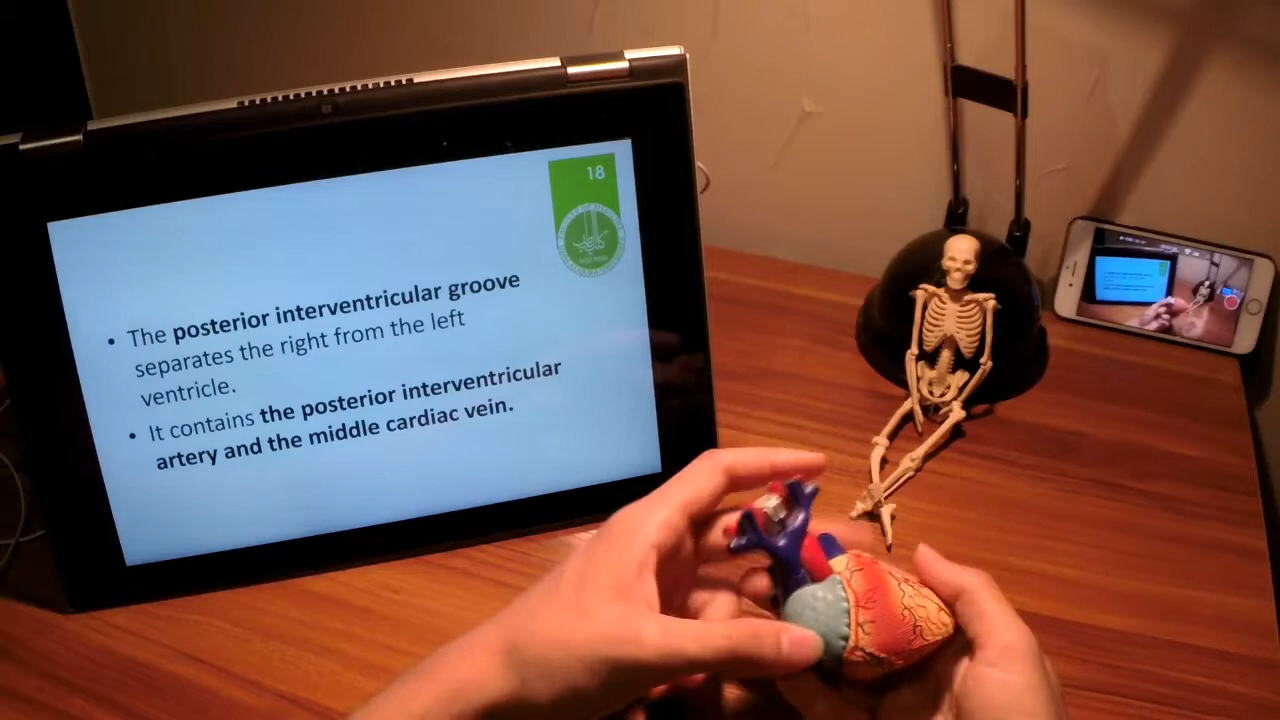 18
• The posterior interventricular groove
separates the right from the left
ventricle.
• It contains the posterior interventricular
artery and the middle cardiac vein.